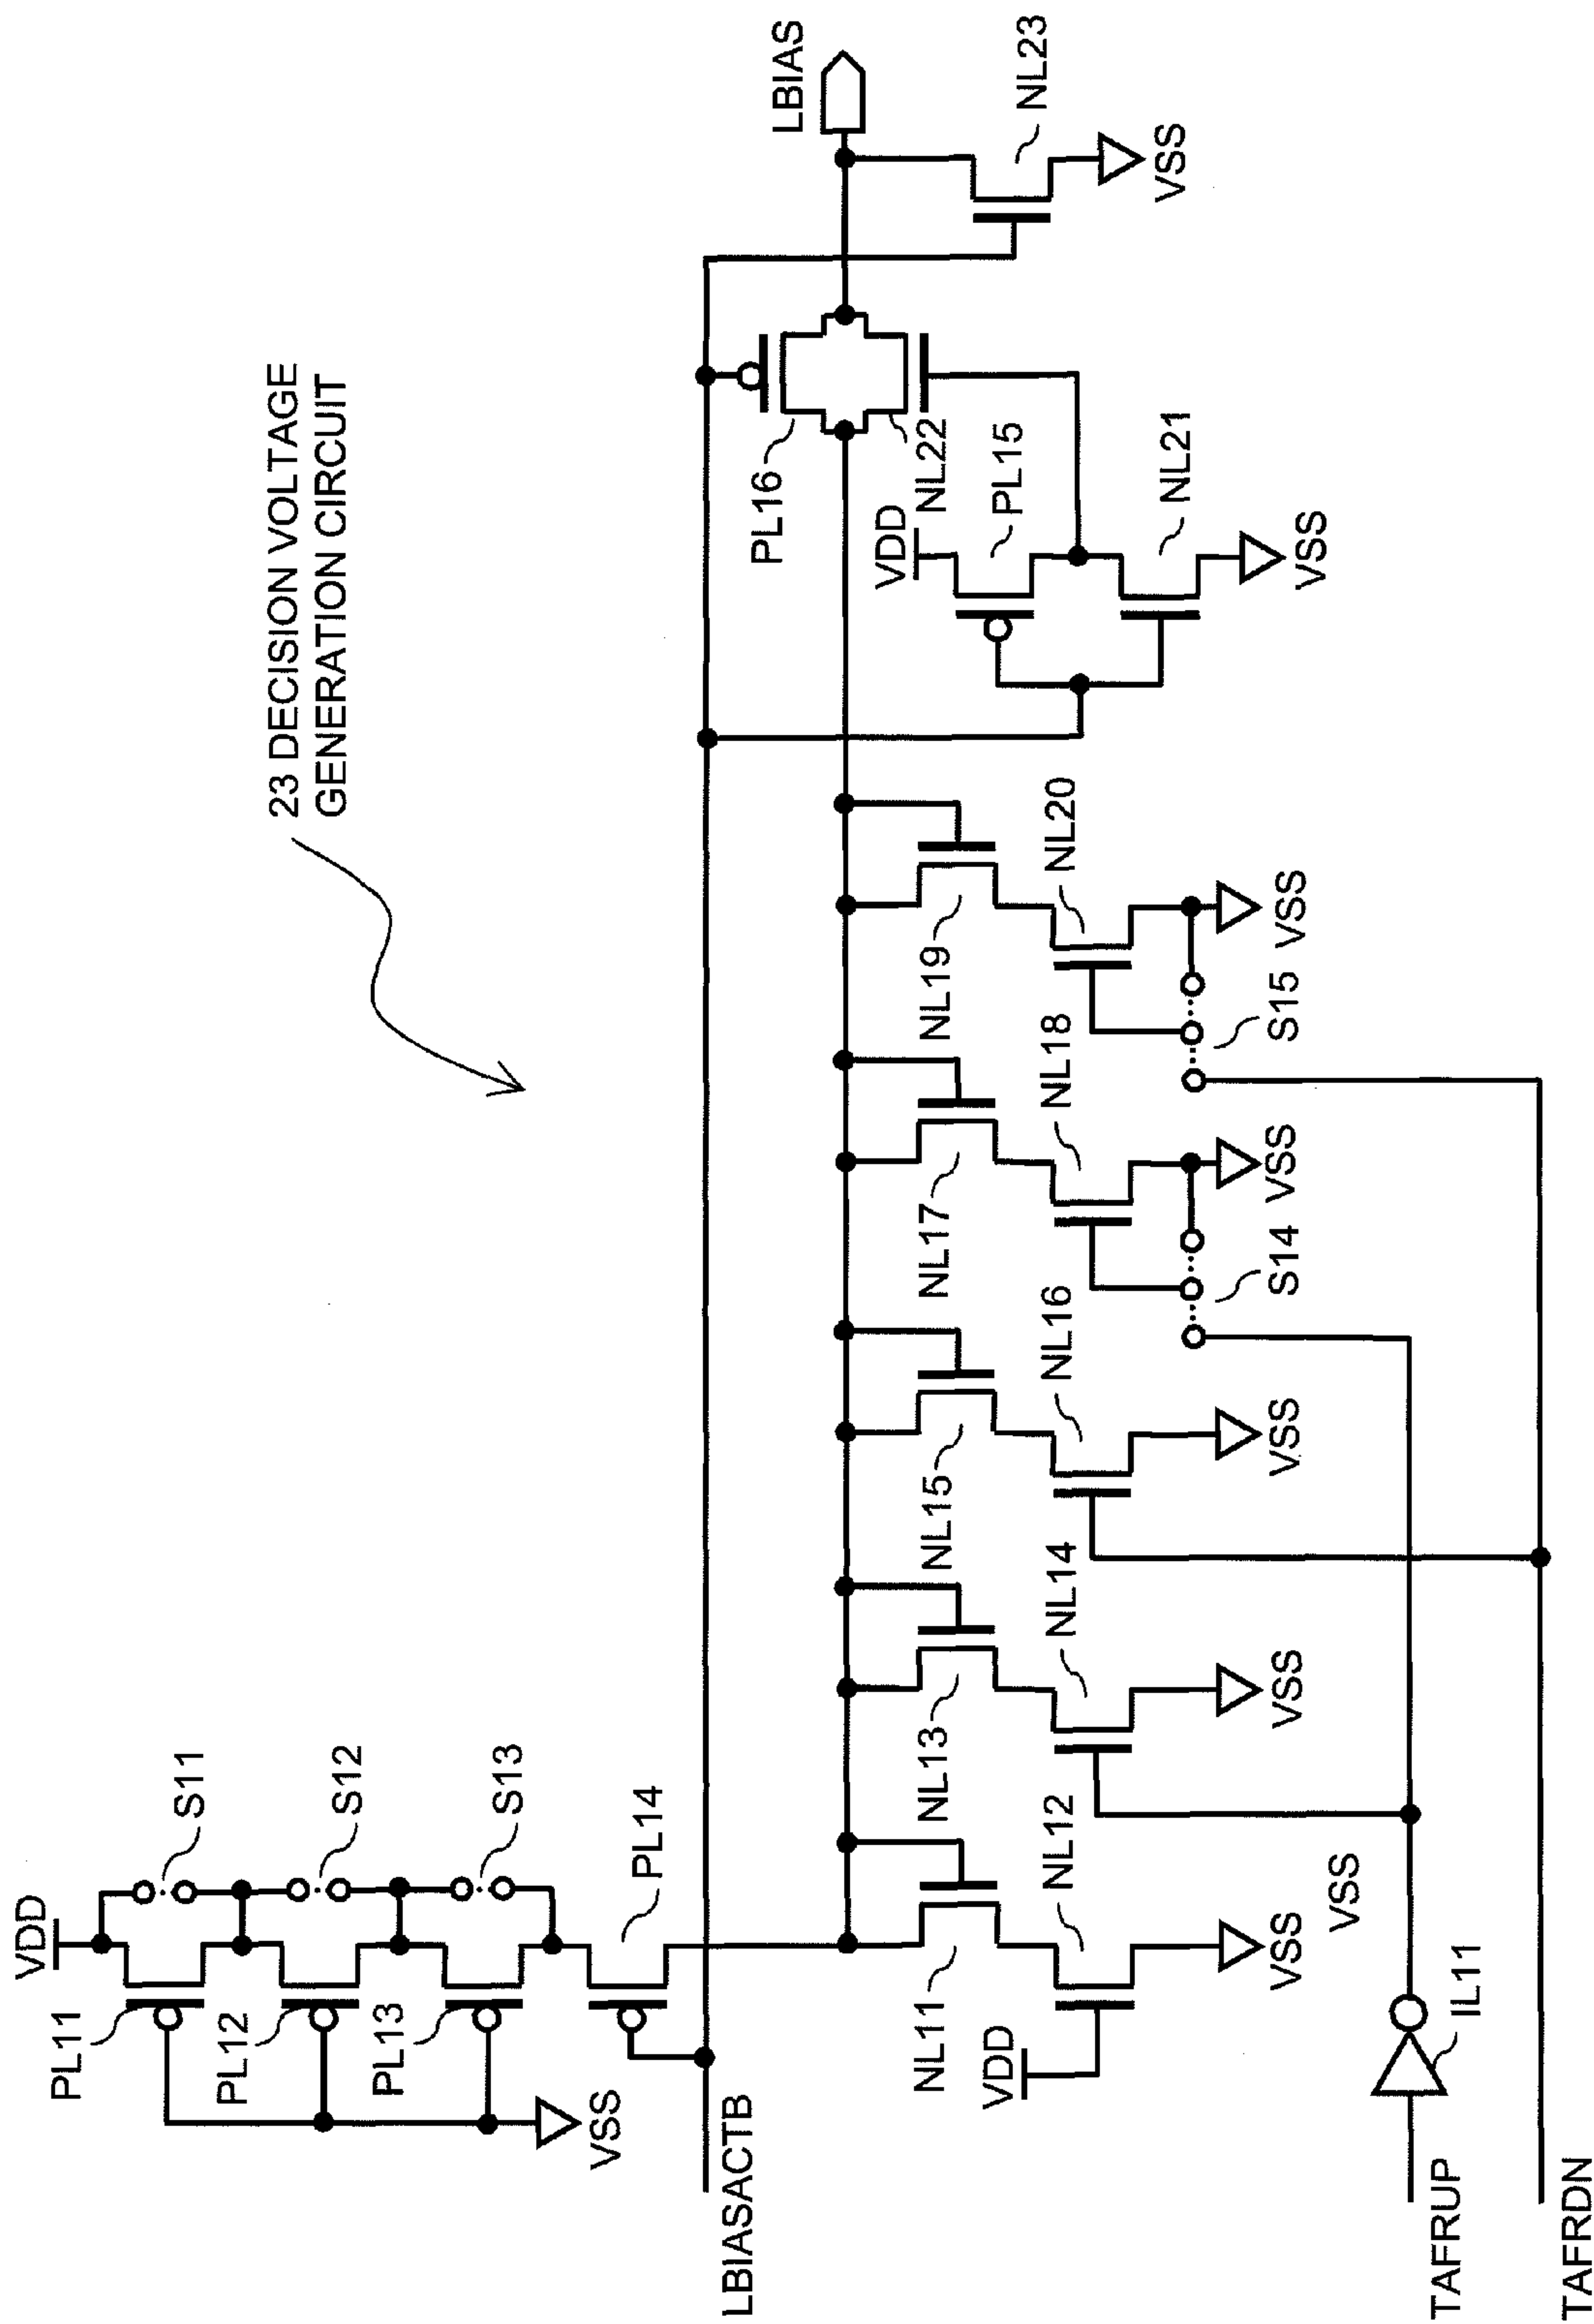 23 DECISION VOLTAGE
GENERATION CIRCUIT
VDD
PL11
S11
PL12
S12
PL13
S13
VSS
PL14
LBIASACTB
PL16
LBIAS
NL22
VDD
PL15
NL21
VSS
NL23
VSS
NL11
VDD
NL12
VSS
NL13
NL14
VSS
NL15
NL16
VSS
NL17
NL18
VSS
S14
NL19
NL20
VSS
S15
VSS
IL11
TAFRUP
TAFRDN